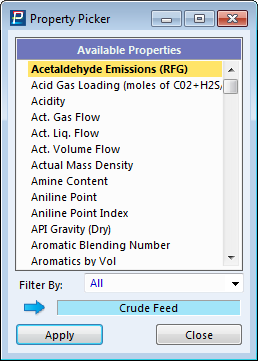 Property Picker
Available Properties
Acetaldehyde Emissions (RFG)
Acid Gas Loading (moles of C02+H2S/
Acidity
Act. Gas Flow
Act. Liq. Flow
Act. Volume Flow
Actual Mass Density
Amine Content
Aniline Point
Aniline Point Index
API Gravity (Dry)
Aromatic Blending Number
Aromatics by Vol
Filter By: All
Crude Feed
Apply Close